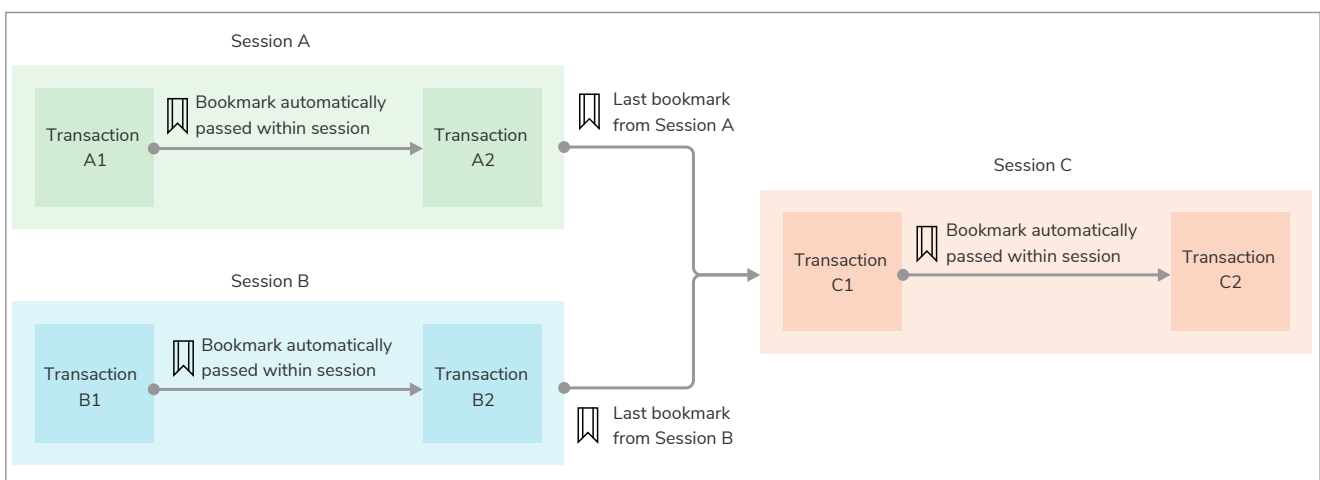 Session A
Transaction
A1
Bookmark automatically
passed within session
Transaction
A2
Last bookmark
from Session A
Session B
Transaction
B1
Bookmark automatically
passed within session
Transaction
B2
Last bookmark
from Session B
Session C
Transaction
C1
Bookmark automatically
passed within session
Transaction
C2